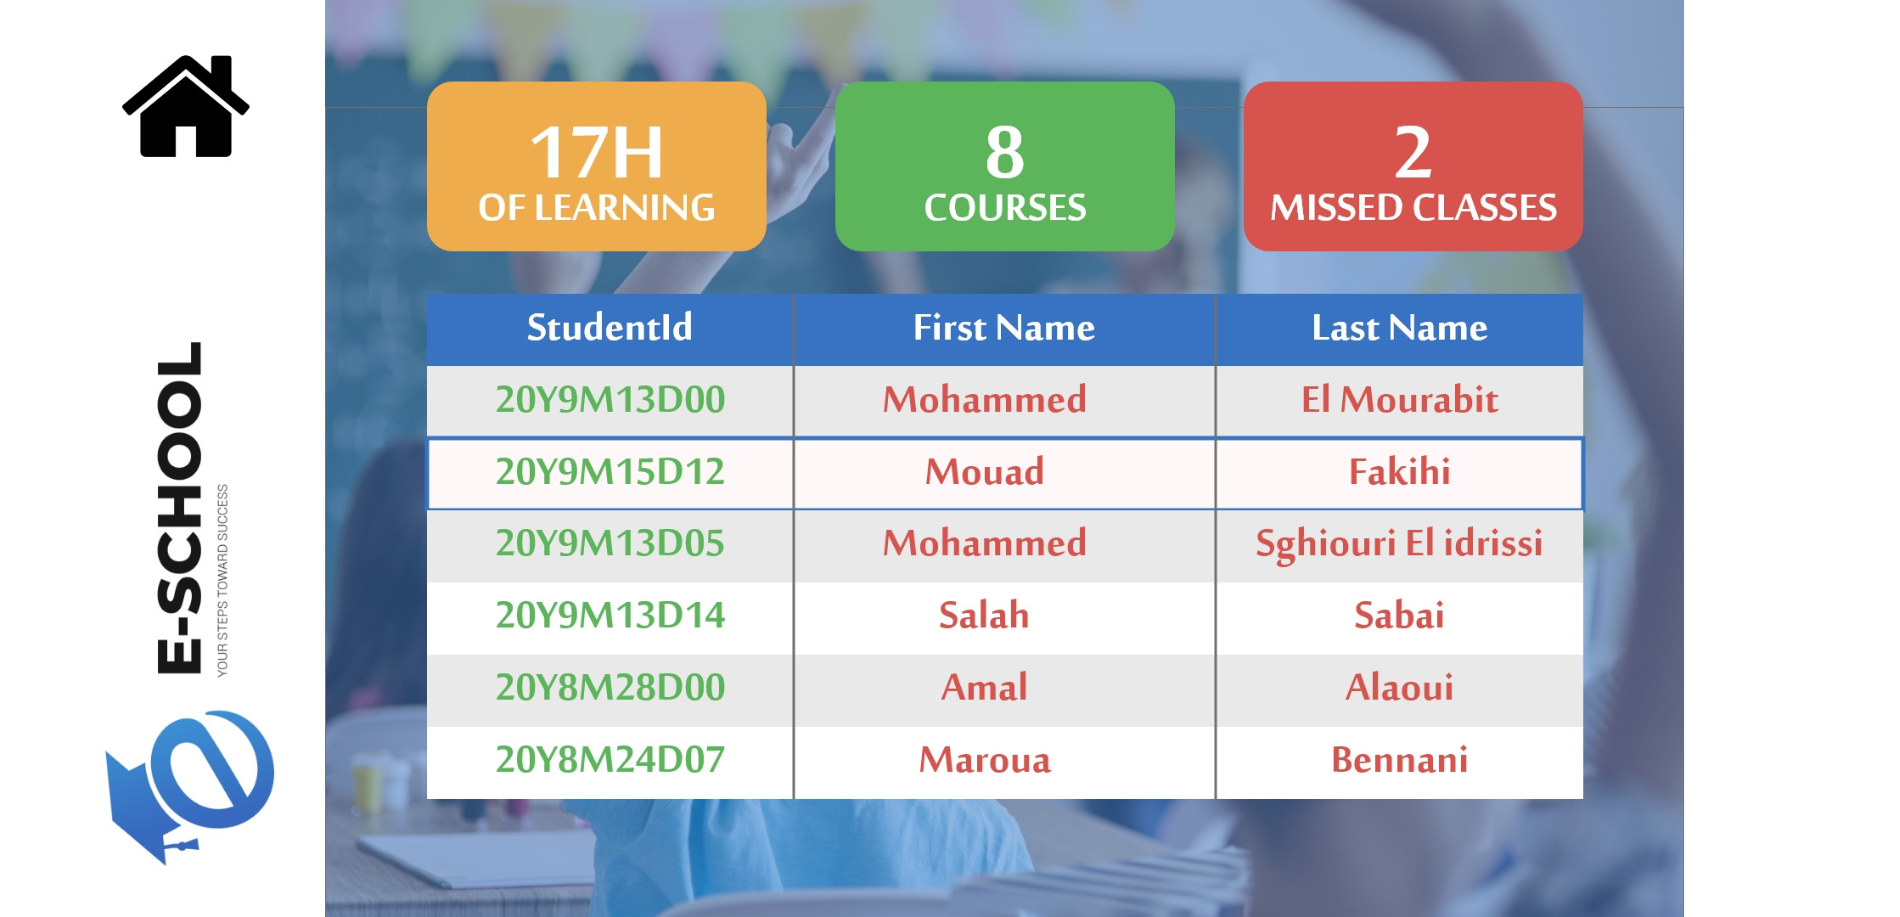 17H
OF LEARNING
8
COURSES
2
MISSED CLASSES
StudentId First Name Last Name
20Y9M13D00 Mohammed El Mourabit
20Y9M15D12 Mouad Fakihi
20Y9M13D05 Mohammed Sghiouri El idrissi
20Y9M13D14 Salah Sabai
20Y8M28D00 Amal Alaoui
20Y8M24D07 Maroua Bennani
E-SCHOOL
YOUR STEPS TOWARD SUCCESS